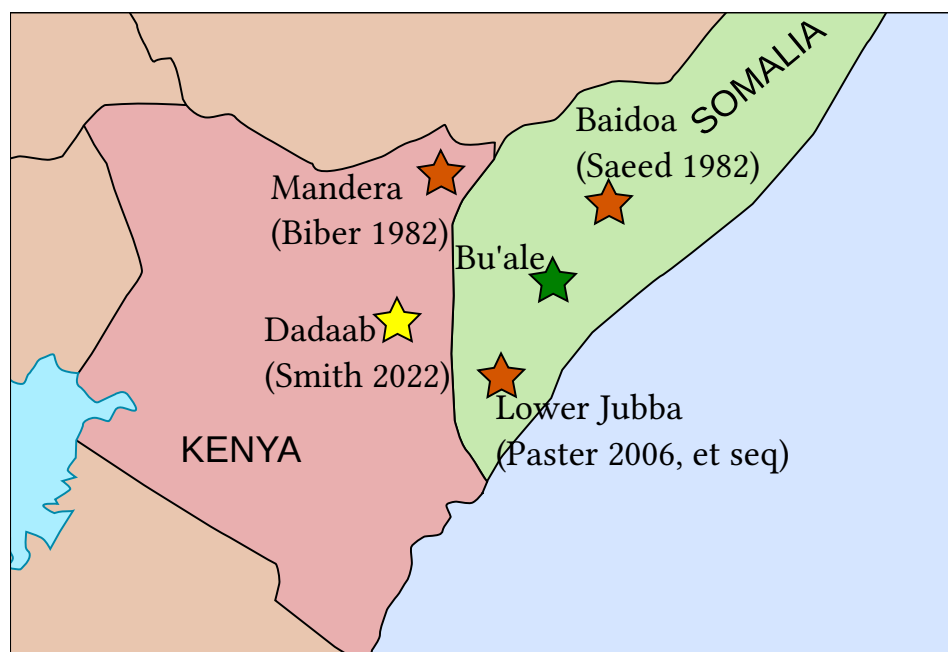 SOMALIA
Baidoa
(Saeed 1982)
Mandera
(Biber 1982)
Bu'ale
Dadaab
(Smith 2022)
Lower Jubba
(Paster 2006, et seq)
KENYA